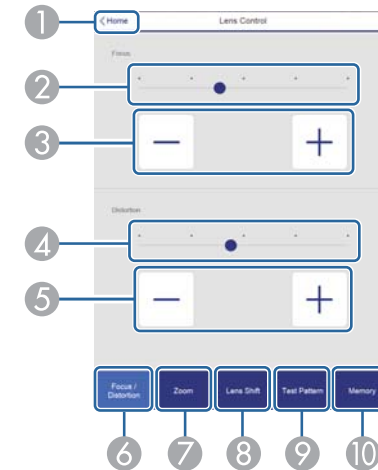 1
< Home
Lens Control
Focus
2
3
−
+
Distortion
4
5
−
+
Focus /
Distortion
Zoom
Lens Shift
Test Pattern
Memory
6
7
8
9
10